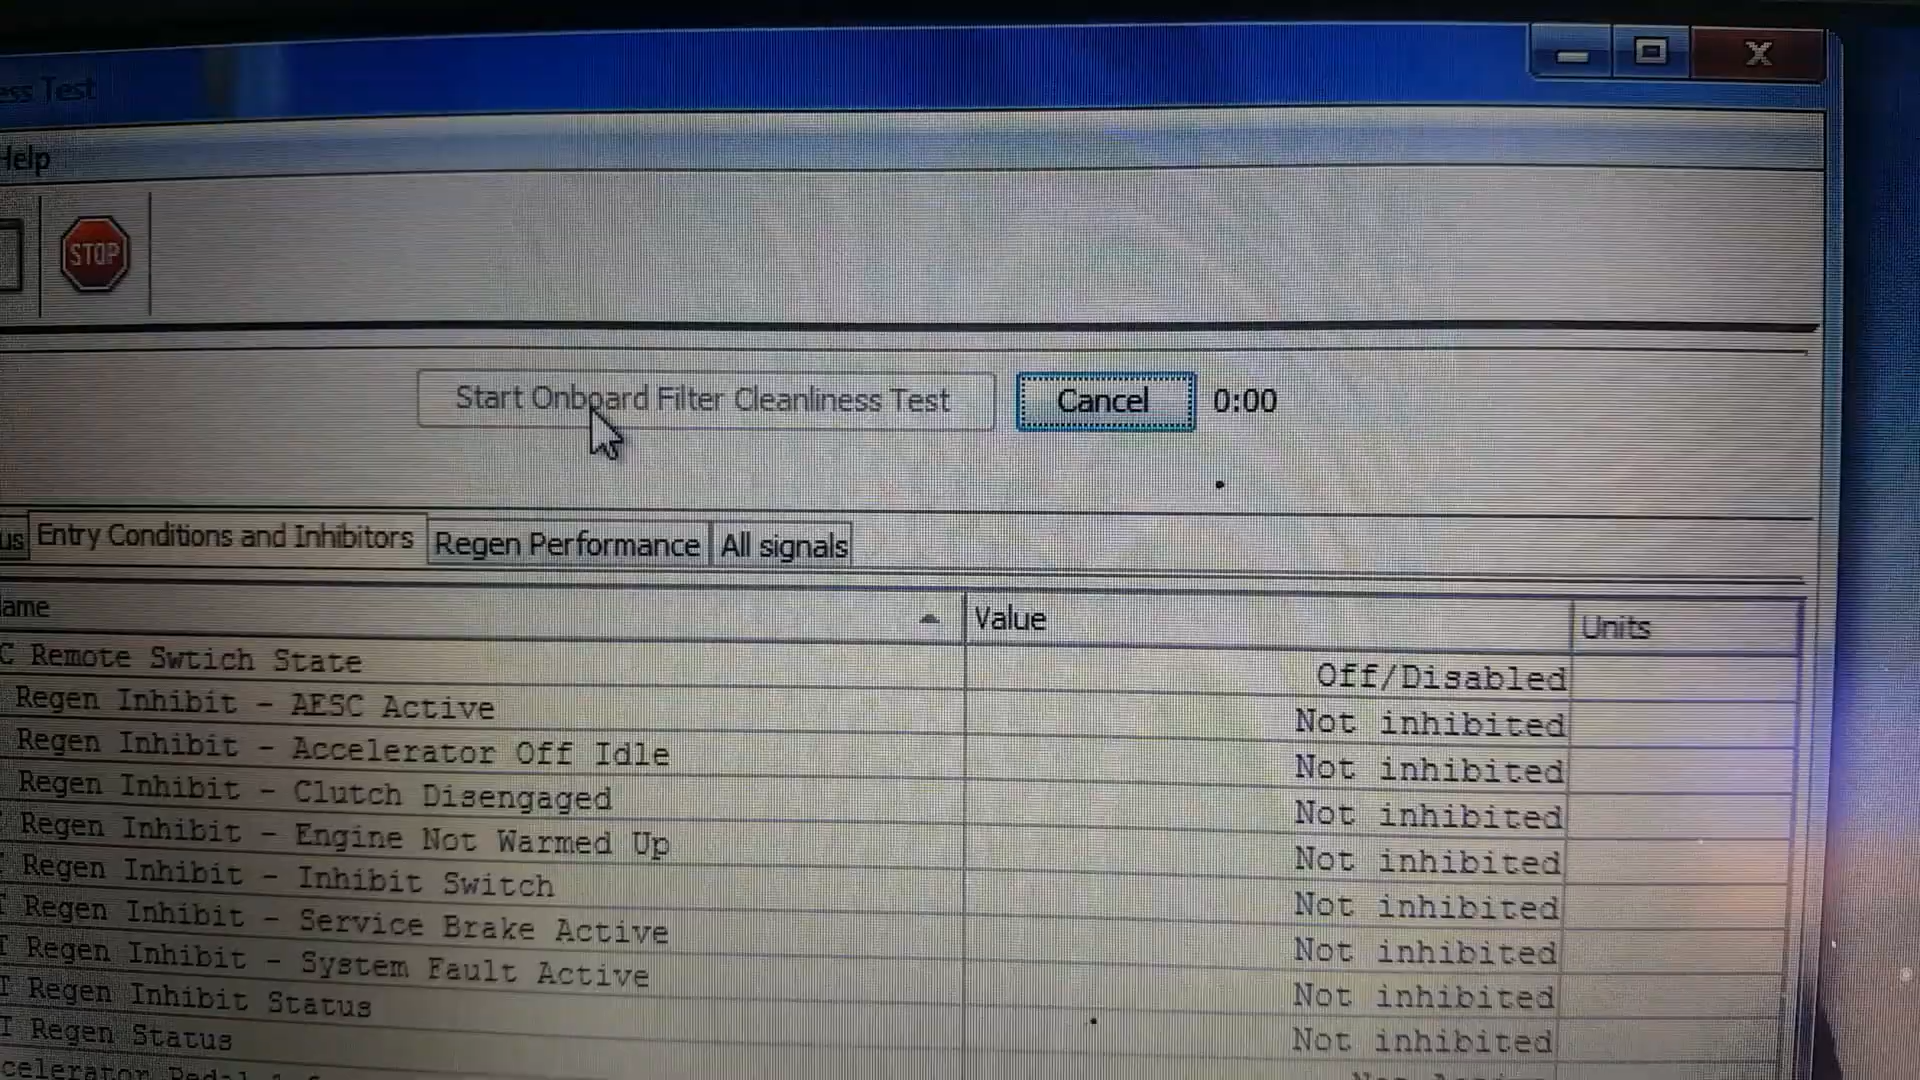 ess Test
Help
STOP
Start Onboard Filter Cleanliness Test
Cancel
0:00
us
Entry Conditions and Inhibitors
Regen Performance
All signals
ame
Value
Units
C Remote Swtich State
Off/Disabled
Regen Inhibit - AESC Active
Not inhibited
Regen Inhibit - Accelerator Off Idle
Not inhibited
Regen Inhibit - Clutch Disengaged
Not inhibited
Regen Inhibit - Engine Not Warmed Up
Not inhibited
Regen Inhibit - Inhibit Switch
Not inhibited
Regen Inhibit - Service Brake Active
Not inhibited
I Regen Inhibit - System Fault Active
Not inhibited
I Regen Inhibit Status
Not inhibited
I Regen Status